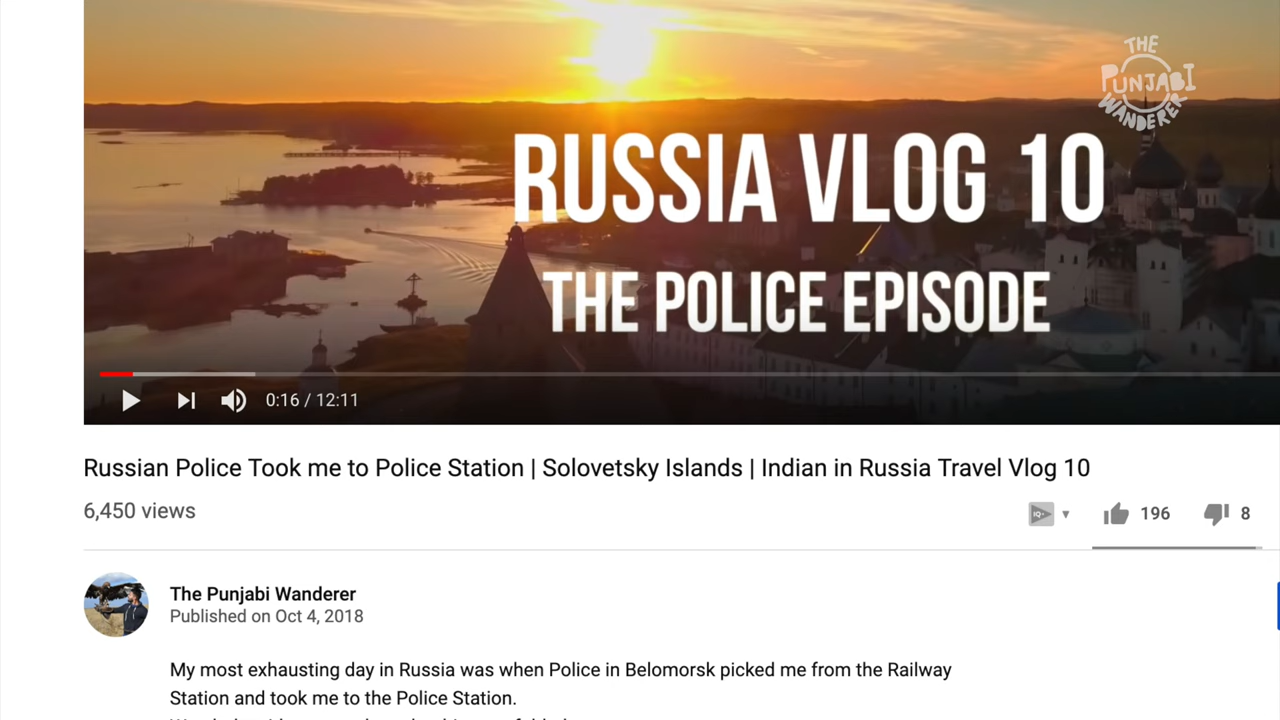 THE
PUNJABI
WANDERER
RUSSIA VLOG 10
THE POLICE EPISODE
0:16 / 12:11
Russian Police Took me to Police Station | Solovetsky Islands | Indian in Russia Travel Vlog 10
6,450 views
IQ+
196
8
The Punjabi Wanderer
Published on Oct 4, 2018
My most exhausting day in Russia was when Police in Belomorsk picked me from the Railway
Station and took me to the Police Station.